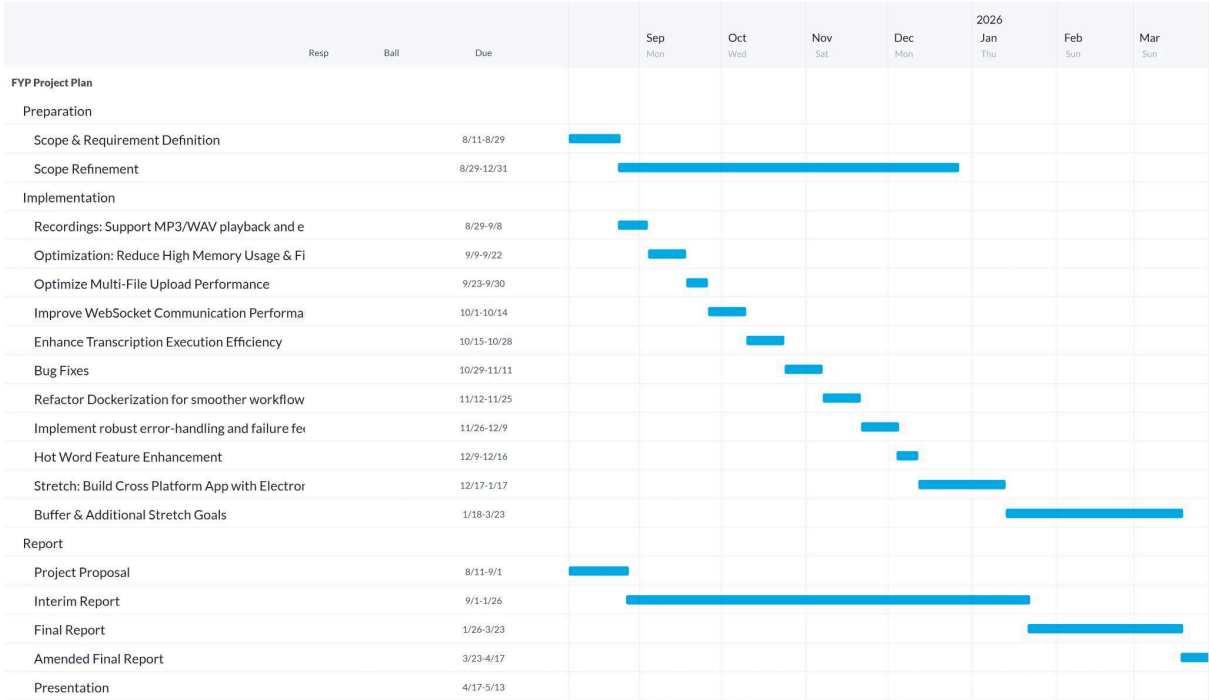 2026
Sep Oct Nov Dec Jan Feb Mar
Resp Ball Due Mon Wed Sat Mon Thu Sun Sun
FYP Project Plan
Preparation
Scope & Requirement Definition 8/11-8/29
Scope Refinement 8/29-12/31
Implementation
Recordings: Support MP3/WAV playback and e 8/29-9/8
Optimization: Reduce High Memory Usage & Fi 9/9-9/22
Optimize Multi-File Upload Performance 9/23-9/30
Improve WebSocket Communication Performa 10/1-10/14
Enhance Transcription Execution Efficiency 10/15-10/28
Bug Fixes 10/29-11/11
Refactor Dockerization for smoother workflow 11/12-11/25
Implement robust error-handling and failure fee 11/26-12/9
Hot Word Feature Enhancement 12/9-12/16
Stretch: Build Cross Platform App with Electron 12/17-1/17
Buffer & Additional Stretch Goals 1/18-3/23
Report
Project Proposal 8/11-9/1
Interim Report 9/1-1/26
Final Report 1/26-3/23
Amended Final Report 3/23-4/17
Presentation 4/17-5/13